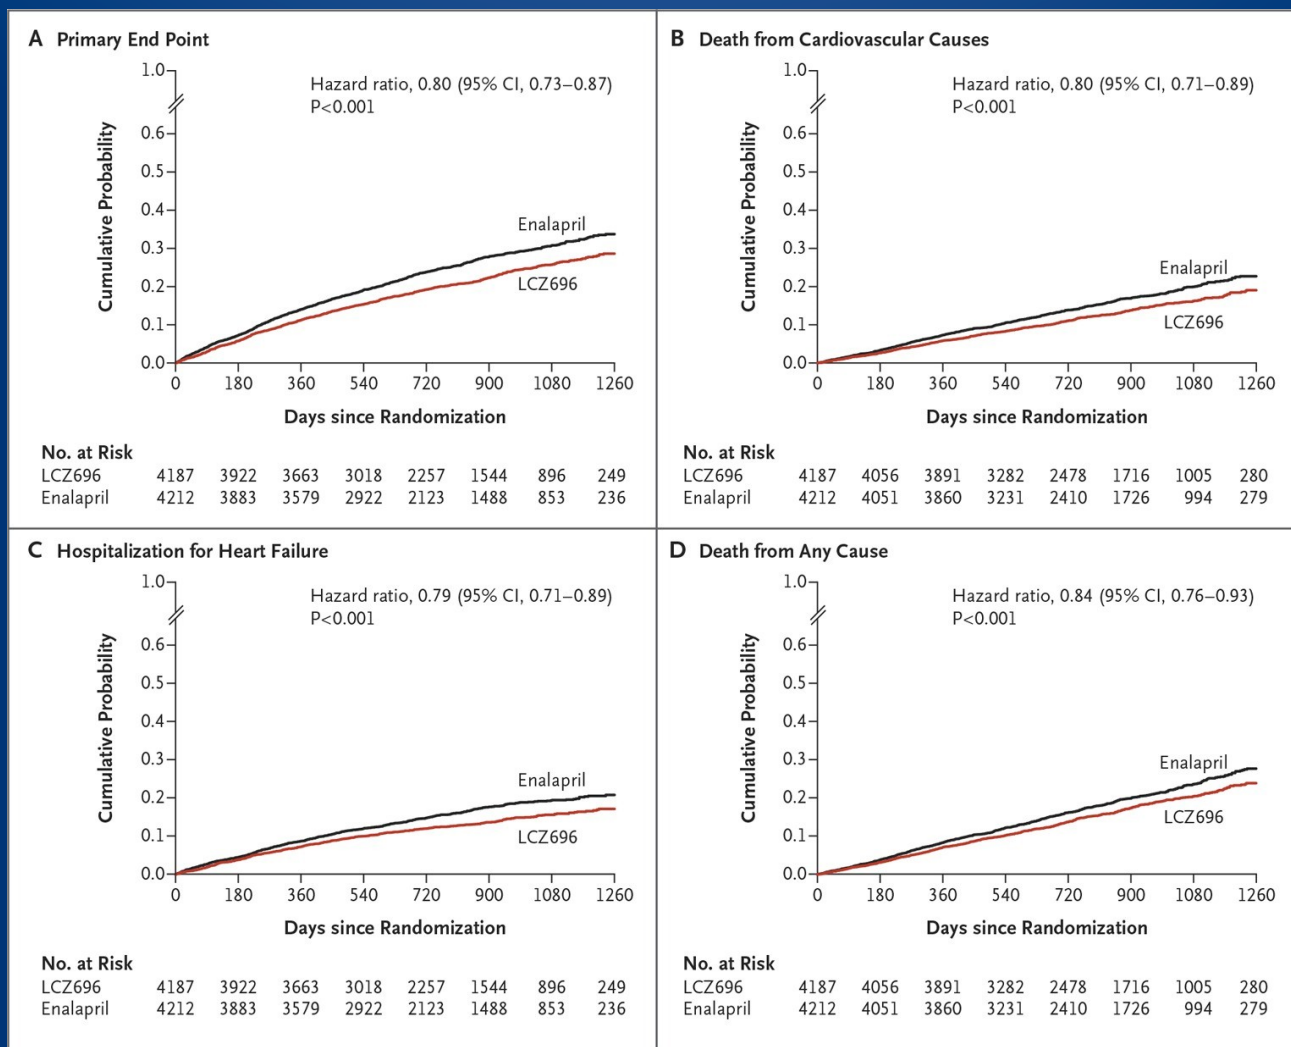 A Primary End Point
Hazard ratio, 0.80 (95% CI, 0.73–0.87)
P<0.001
Cumulative Probability
1.0
0.6
0.5
0.4
0.3
0.2
0.1
0.0
Enalapril
LCZ696
0 180 360 540 720 900 1080 1260
Days since Randomization
No. at Risk
LCZ696 4187 3922 3663 3018 2257 1544 896 249
Enalapril 4212 3883 3579 2922 2123 1488 853 236
B Death from Cardiovascular Causes
Hazard ratio, 0.80 (95% CI, 0.71–0.89)
P<0.001
Cumulative Probability
1.0
0.6
0.5
0.4
0.3
0.2
0.1
0.0
Enalapril
LCZ696
0 180 360 540 720 900 1080 1260
Days since Randomization
No. at Risk
LCZ696 4187 4056 3891 3282 2478 1716 1005 280
Enalapril 4212 4051 3860 3231 2410 1726 994 279
C Hospitalization for Heart Failure
Hazard ratio, 0.79 (95% CI, 0.71–0.89)
P<0.001
Cumulative Probability
1.0
0.6
0.5
0.4
0.3
0.2
0.1
0.0
Enalapril
LCZ696
0 180 360 540 720 900 1080 1260
Days since Randomization
No. at Risk
LCZ696 4187 3922 3663 3018 2257 1544 896 249
Enalapril 4212 3883 3579 2922 2123 1488 853 236
D Death from Any Cause
Hazard ratio, 0.84 (95% CI, 0.76–0.93)
P<0.001
Cumulative Probability
1.0
0.6
0.5
0.4
0.3
0.2
0.1
0.0
Enalapril
LCZ696
0 180 360 540 720 900 1080 1260
Days since Randomization
No. at Risk
LCZ696 4187 4056 3891 3282 2478 1716 1005 280
Enalapril 4212 4051 3860 3231 2410 1726 994 279